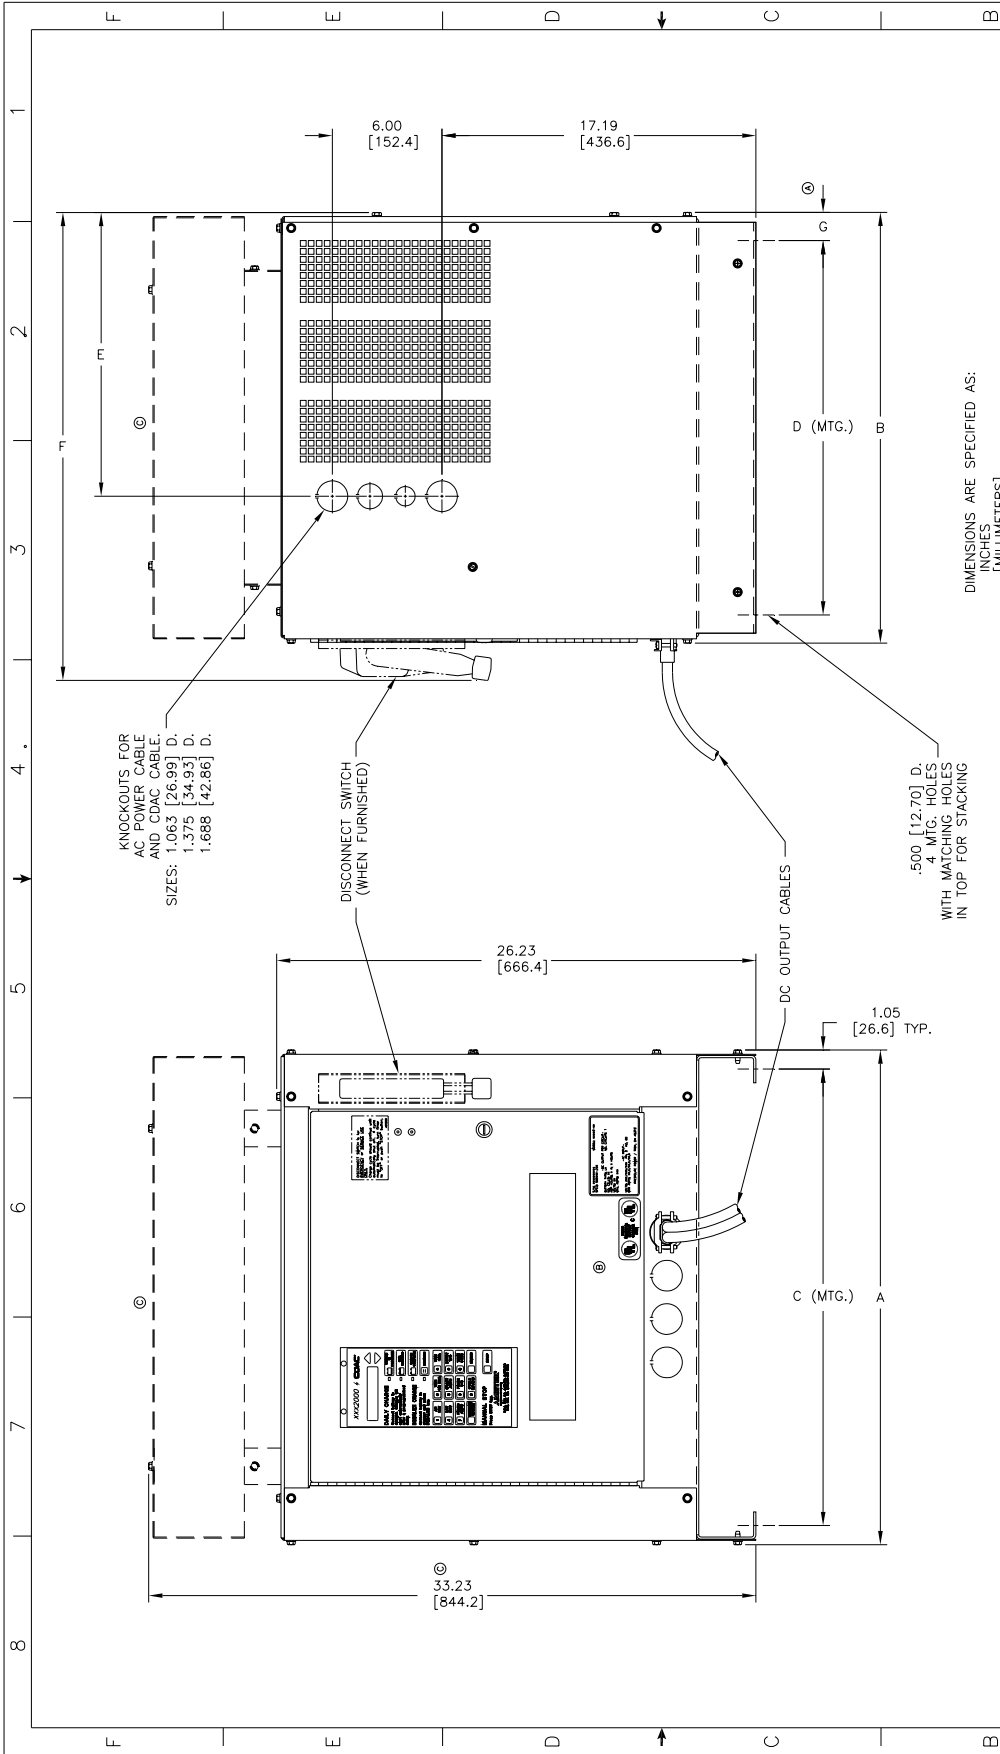 F E D C B
1
2
3
4
5
6
7
8
6.00
[152.4]
17.19
[436.6]
Ⓐ
G
E
F
Ⓒ
D (MTG.)
B
DIMENSIONS ARE SPECIFIED AS:
INCHES
[MILLIMETERS]
KNOCKOUTS FOR
AC POWER CABLE
AND CDAC CABLE.
SIZES: 1.063 [26.99] D.
1.375 [34.93] D.
1.688 [42.86] D.
DISCONNECT SWITCH
(WHEN FURNISHED)
.500 [12.70] D.
4 MTG. HOLES
WITH MATCHING HOLES
IN TOP FOR STACKING
DC OUTPUT CABLES
26.23
[666.4]
1.05
[26.6] TYP.
Ⓒ
Ⓑ
C (MTG.)
A
XXX2000 CDAC
DAILY CHARGE
MANUAL STOP
Ⓒ
33.23
[844.2]
F E D C B